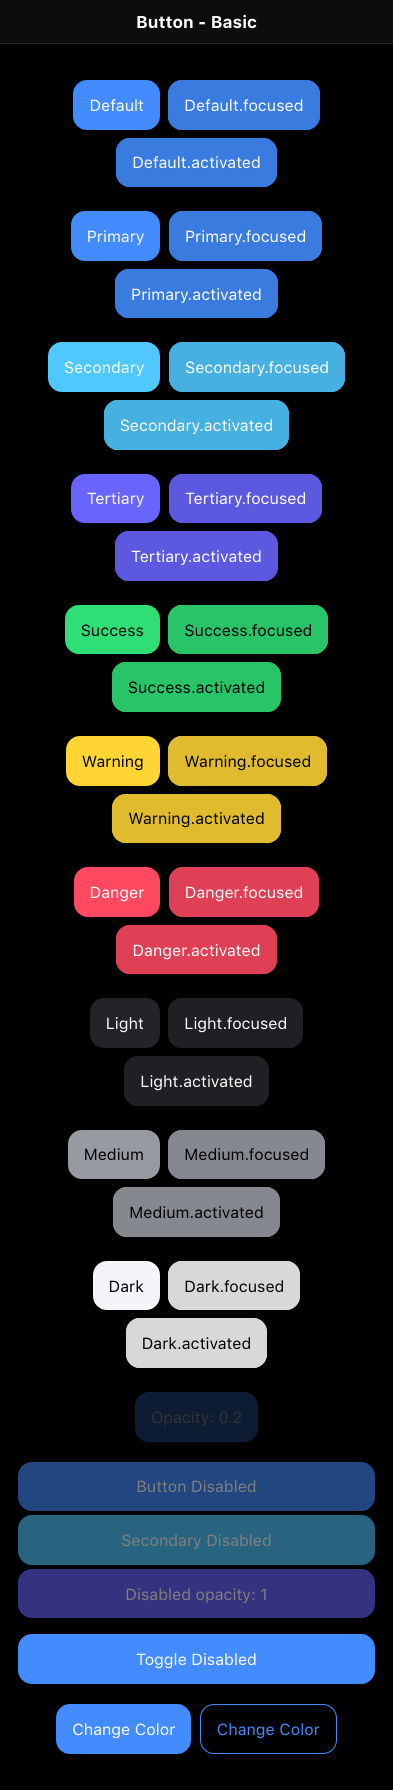 Button - Basic
Default Default.focused
Default.activated
Primary Primary.focused
Primary.activated
Secondary Secondary.focused
Secondary.activated
Tertiary Tertiary.focused
Tertiary.activated
Success Success.focused
Success.activated
Warning Warning.focused
Warning.activated
Danger Danger.focused
Danger.activated
Light Light.focused
Light.activated
Medium Medium.focused
Medium.activated
Dark Dark.focused
Dark.activated
Opacity: 0.2
Button Disabled
Secondary Disabled
Disabled opacity: 1
Toggle Disabled
Change Color Change Color